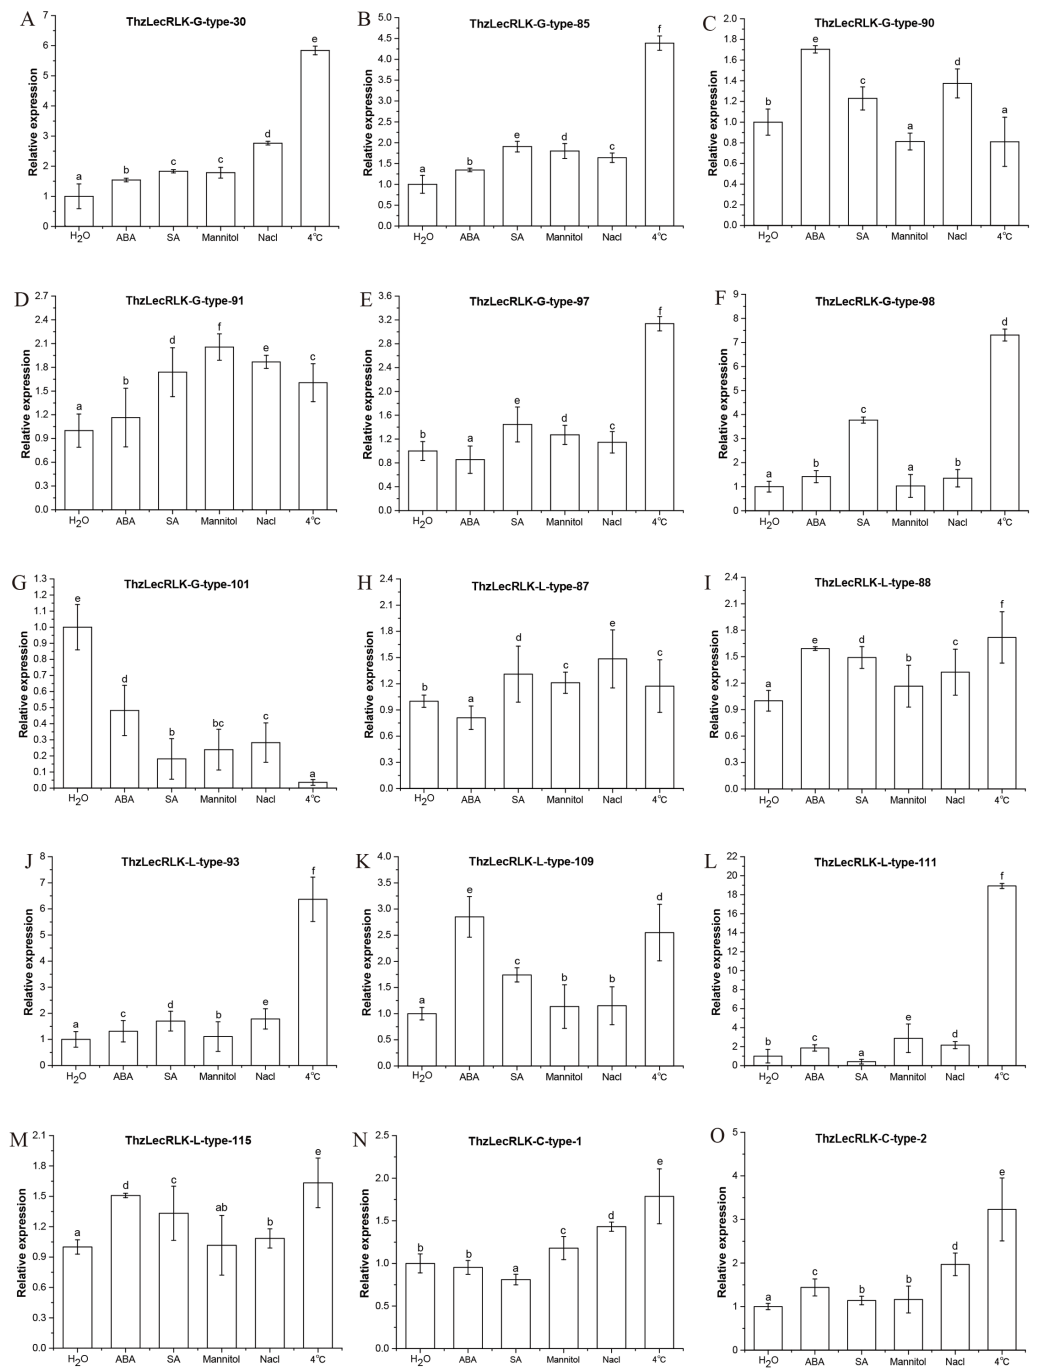 A
ThzLecRLK-G-type-30
Relative expression
7
6
5
4
3
2
1
0
a b c c d e
H2O ABA SA Mannitol Nacl 4°C
B
ThzLecRLK-G-type-85
Relative expression
5.0
4.5
4.0
3.5
3.0
2.5
2.0
1.5
1.0
0.5
0.0
a b e d c f
H2O ABA SA Mannitol Nacl 4°C
C
ThzLecRLK-G-type-90
Relative expression
2.0
1.8
1.6
1.4
1.2
1.0
0.8
0.6
0.4
0.2
0.0
b e c a d a
H2O ABA SA Mannitol Nacl 4°C
D
ThzLecRLK-G-type-91
Relative expression
2.7
2.4
2.1
1.8
1.5
1.2
0.9
0.6
0.3
0.0
a b d f e c
H2O ABA SA Mannitol Nacl 4°C
E
ThzLecRLK-G-type-97
Relative expression
3.6
3.2
2.8
2.4
2.0
1.6
1.2
0.8
0.4
0.0
b a e d c f
H2O ABA SA Mannitol Nacl 4°C
F
ThzLecRLK-G-type-98
Relative expression
9
8
7
6
5
4
3
2
1
0
a b c a b d
H2O ABA SA Mannitol Nacl 4°C
G
ThzLecRLK-G-type-101
Relative expression
1.3
1.2
1.1
1.0
0.9
0.8
0.7
0.6
0.5
0.4
0.3
0.2
0.1
0.0
e d b bc c a
H2O ABA SA Mannitol Nacl 4°C
H
ThzLecRLK-L-type-87
Relative expression
2.4
2.1
1.8
1.5
1.2
0.9
0.6
0.3
0.0
b a d c e c
H2O ABA SA Mannitol Nacl 4°C
I
ThzLecRLK-L-type-88
Relative expression
2.4
2.1
1.8
1.5
1.2
0.9
0.6
0.3
0.0
a e d b c f
H2O ABA SA Mannitol Nacl 4°C
J
ThzLecRLK-L-type-93
Relative expression
8
7
6
5
4
3
2
1
0
a c d b e f
H2O ABA SA Mannitol Nacl 4°C
K
ThzLecRLK-L-type-109
Relative expression
4.0
3.5
3.0
2.5
2.0
1.5
1.0
0.5
0.0
a e c b b d
H2O ABA SA Mannitol Nacl 4°C
L
ThzLecRLK-L-type-111
Relative expression
22
20
18
16
14
12
10
8
6
4
2
0
b c a e d f
H2O ABA SA Mannitol Nacl 4°C
M
ThzLecRLK-L-type-115
Relative expression
2.1
1.8
1.5
1.2
0.9
0.6
0.3
0.0
a d c ab b e
H2O ABA SA Mannitol Nacl 4°C
N
ThzLecRLK-C-type-1
Relative expression
2.5
2.0
1.5
1.0
0.5
0.0
b b a c d e
H2O ABA SA Mannitol Nacl 4°C
O
ThzLecRLK-C-type-2
Relative expression
5
4
3
2
1
0
a c b b d e
H2O ABA SA Mannitol Nacl 4°C